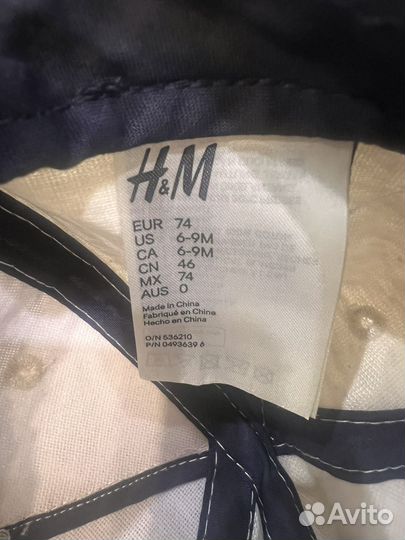 H&M
EUR 74
US 6-9M
CA 6-9M
CN 46
MX 74
AUS 0
Made in China
Fabriqué en Chine
Hecho en China
O/N 536210
P/N 0493639 6
Avito